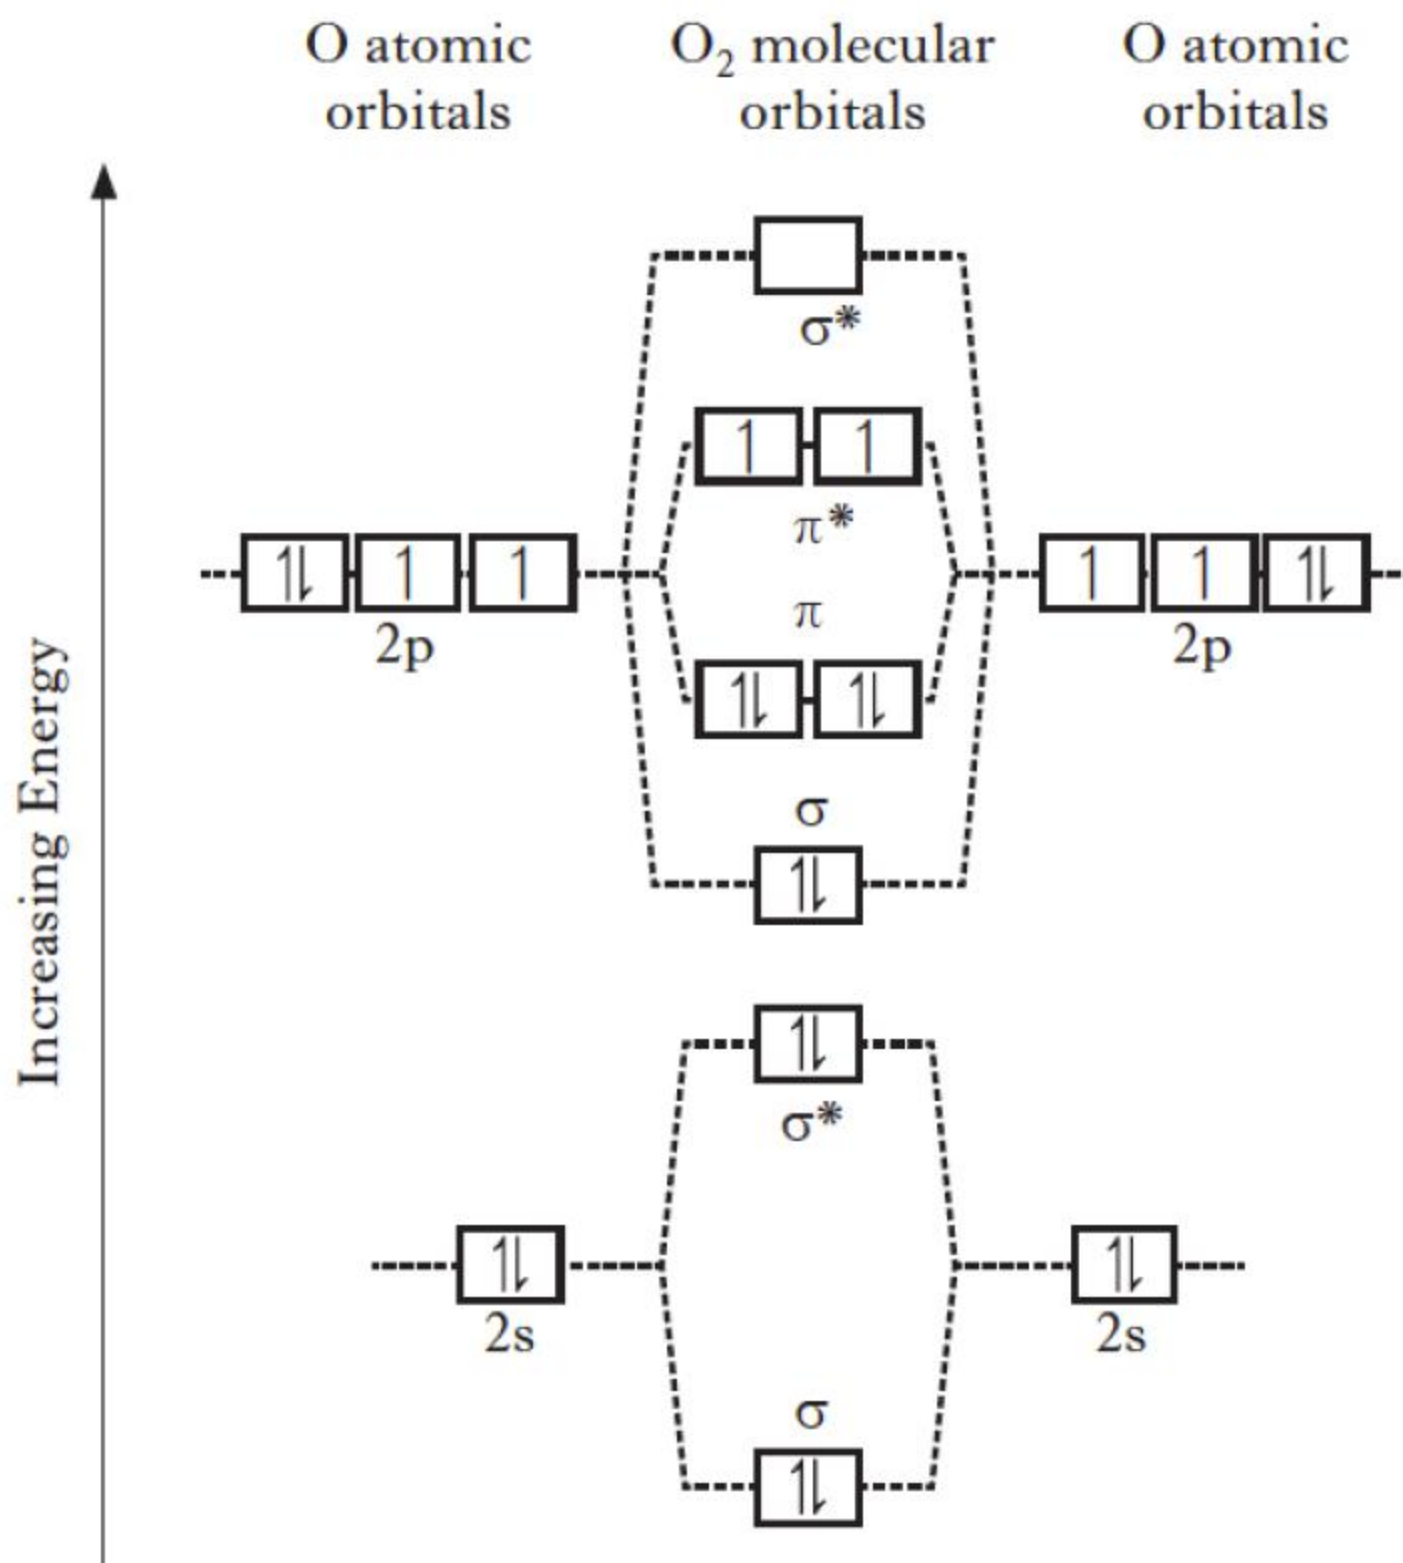 O atomic
orbitals
O₂ molecular
orbitals
O atomic
orbitals
Increasing Energy
σ*
π*
π
2p
2p
σ
σ*
2s
2s
σ